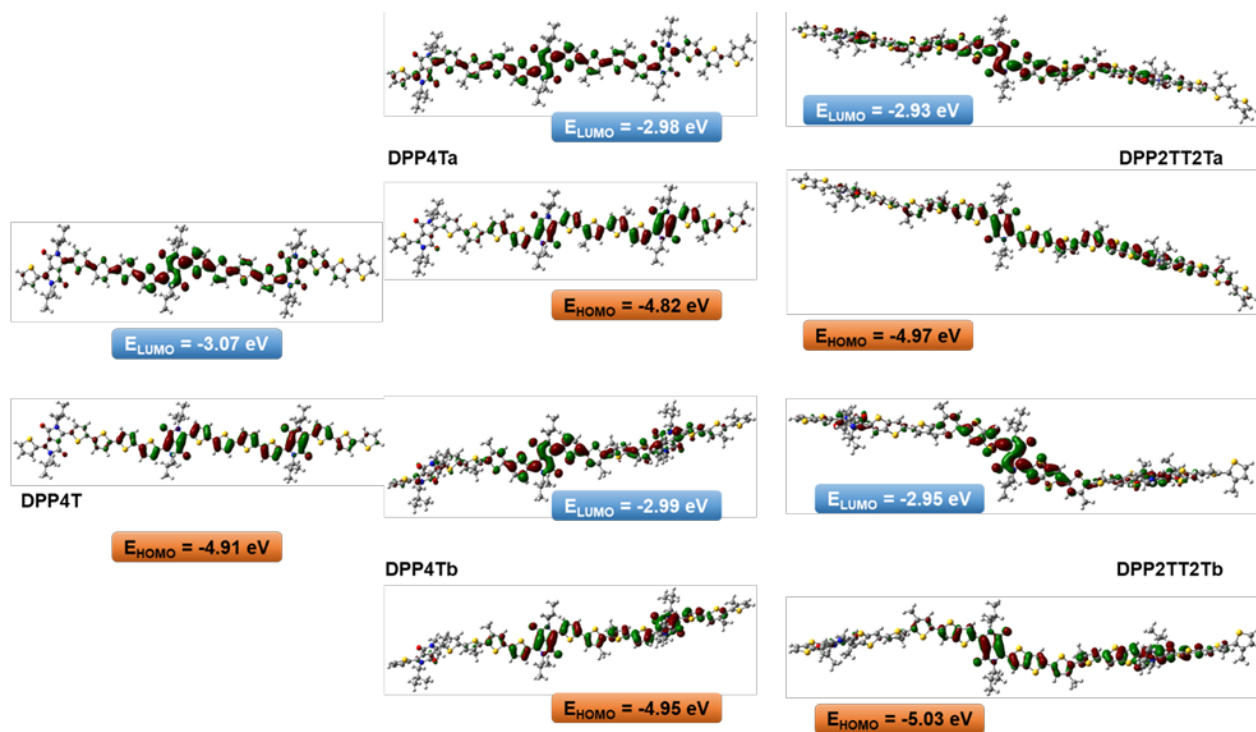 E_LUMO = -2.98 eV
E_LUMO = -2.93 eV
DPP4Ta
DPP2TT2Ta
E_HOMO = -4.82 eV
E_LUMO = -3.07 eV
E_HOMO = -4.97 eV
DPP4T
E_LUMO = -2.99 eV
E_LUMO = -2.95 eV
E_HOMO = -4.91 eV
DPP4Tb
DPP2TT2Tb
E_HOMO = -4.95 eV
E_HOMO = -5.03 eV